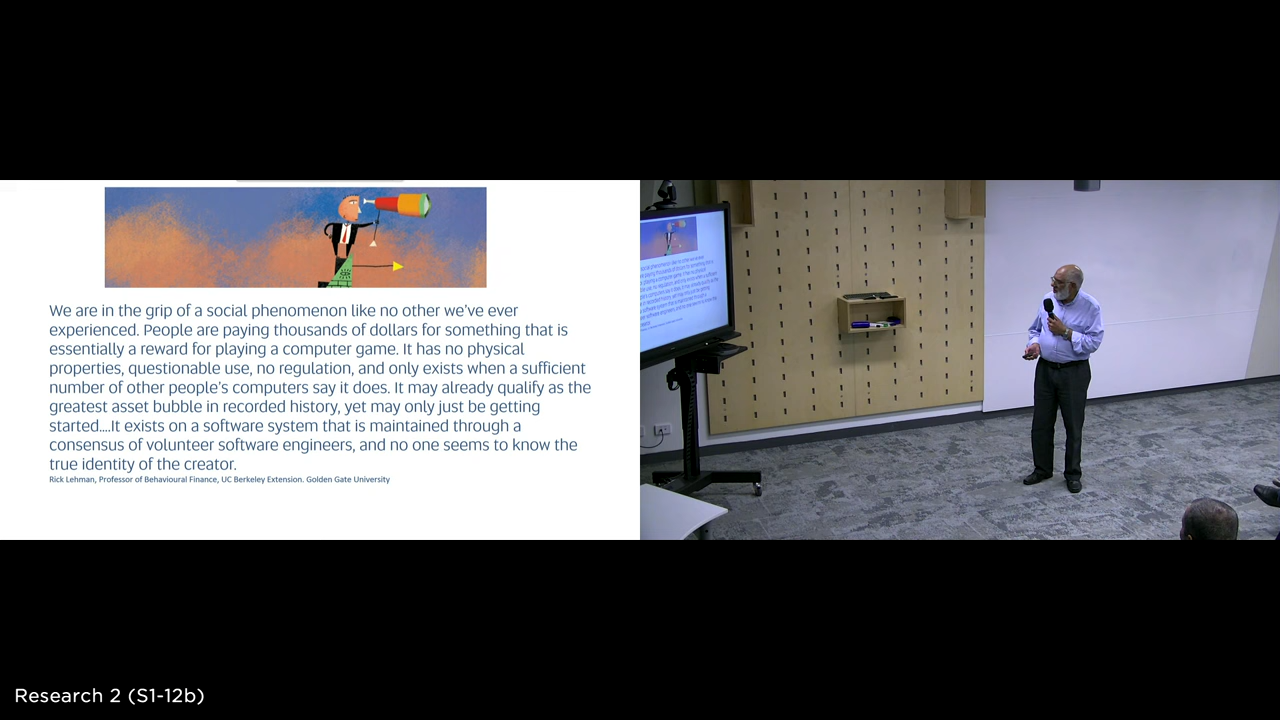 We are in the grip of a social phenomenon like no other we've ever
experienced. People are paying thousands of dollars for something that is
essentially a reward for playing a computer game. It has no physical
properties, questionable use, no regulation, and only exists when a sufficient
number of other people's computers say it does. It may already qualify as the
greatest asset bubble in recorded history, yet may only just be getting
started....It exists on a software system that is maintained through a
consensus of volunteer software engineers, and no one seems to know the
true identity of the creator.
Rick Lehman, Professor of Behavioural Finance, UC Berkeley Extension. Golden Gate University
Research 2 (S1-12b)